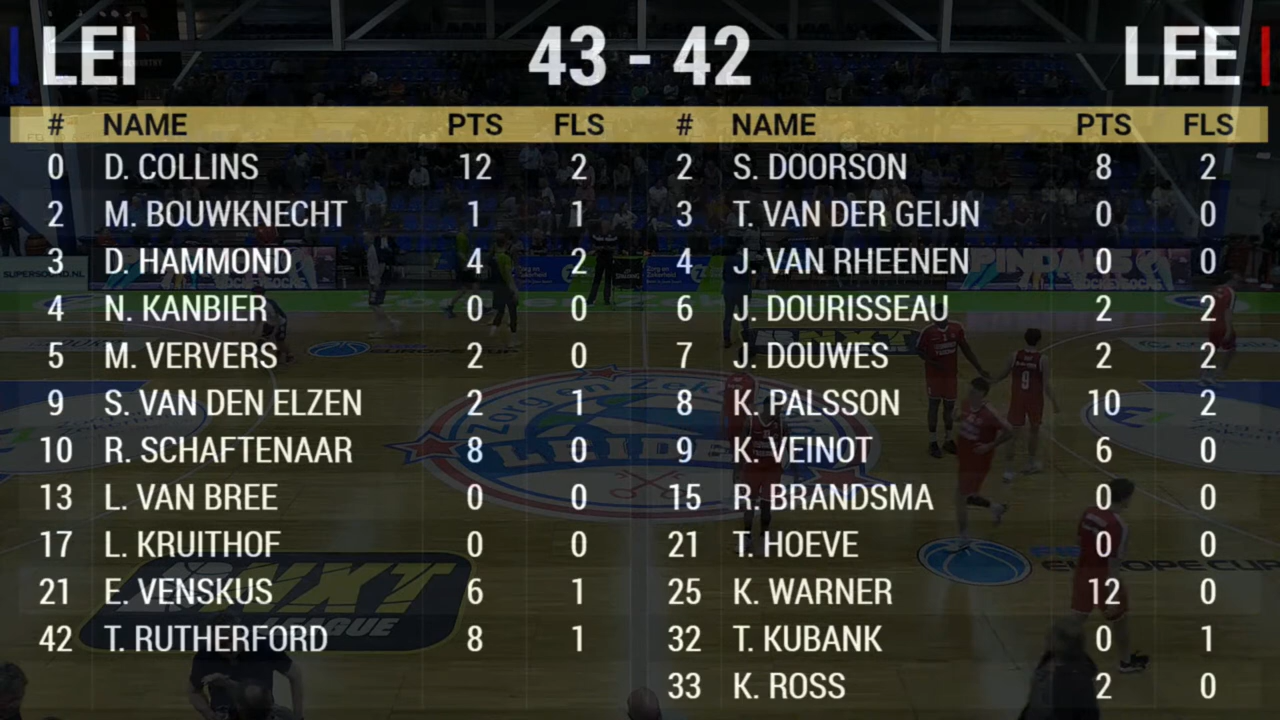 LEI 43 - 42 LEE
# NAME PTS FLS # NAME PTS FLS
0 D. COLLINS 12 2 2 S. DOORSON 8 2
2 M. BOUWKNECHT 1 1 3 T. VAN DER GEIJN 0 0
3 D. HAMMOND 4 2 4 J. VAN RHEENEN 0 0
4 N. KANBIER 0 0 6 J. DOURISSEAU 2 2
5 M. VERVERS 2 0 7 J. DOUWES 2 2
9 S. VAN DEN ELZEN 2 1 8 K. PALSSON 10 2
10 R. SCHAFTENAAR 8 0 9 K. VEINOT 6 0
13 L. VAN BREE 0 0 15 R. BRANDSMA 0 0
17 L. KRUITHOF 0 0 21 T. HOEVE 0 0
21 E. VENSKUS 6 1 25 K. WARNER 12 0
42 T. RUTHERFORD 8 1 32 T. KUBANK 0 1
33 K. ROSS 2 0